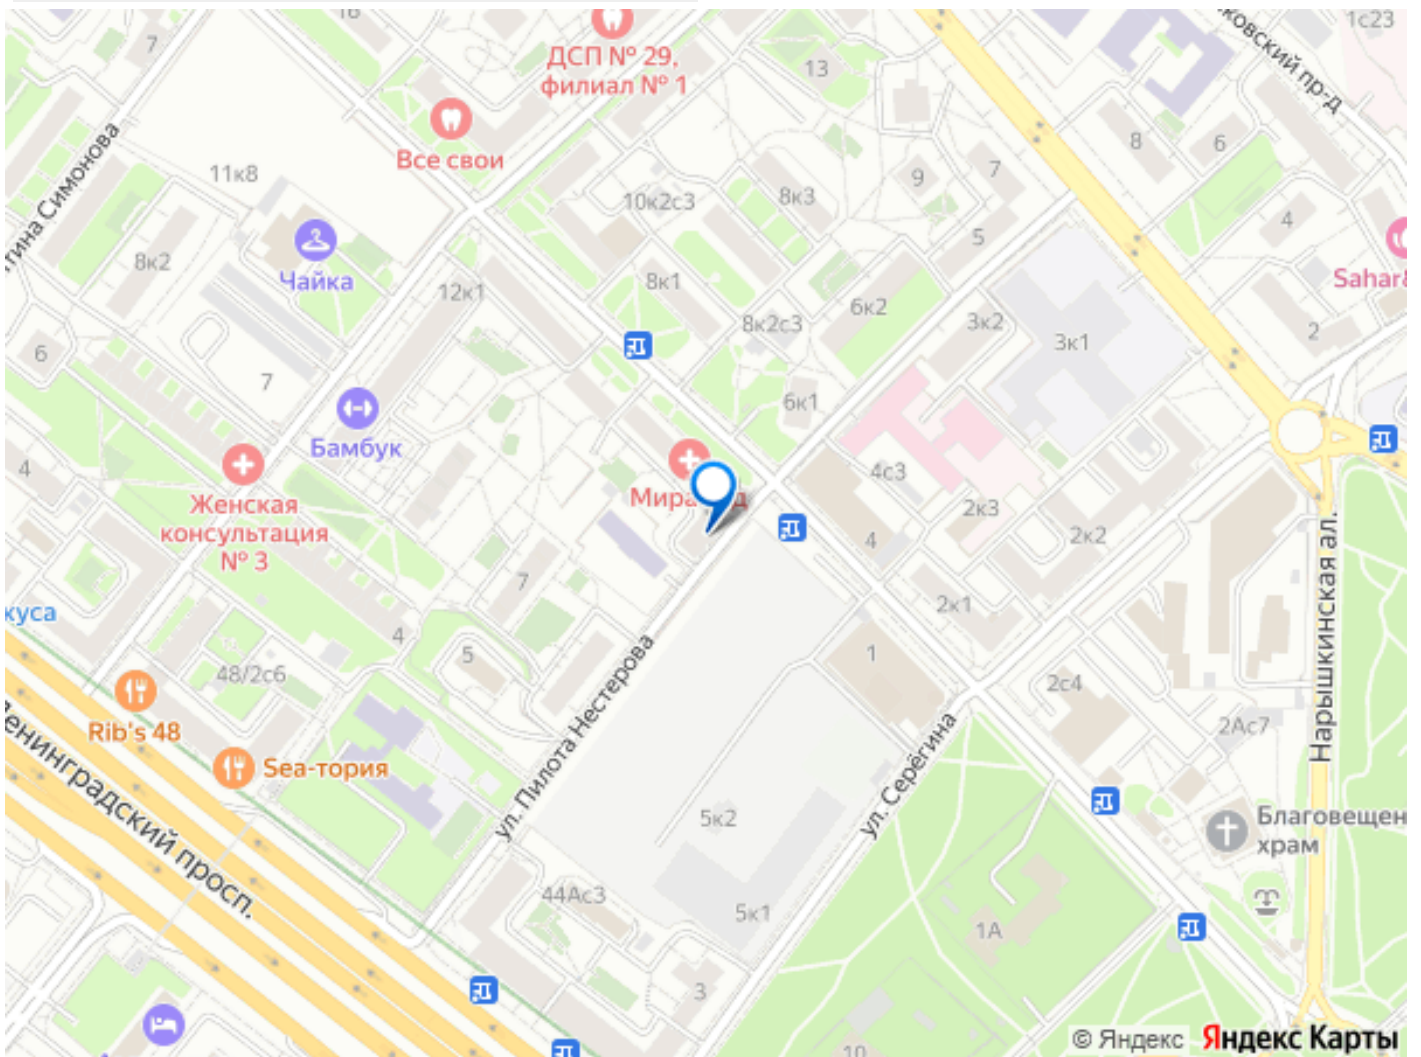 16
7
ДСП № 29,
филиал № 1
13
ковский пр-д
1с23
Все свои
8
6
тина Симонова
11к8
10к2с3
8к3
9
7
4
8к2
Чайка
12к1
8к1
5
Sahar&
6
7
8к2с3
6к2
3к2
3к1
2
Бамбук
6к1
4
Женская
консультация
№ 3
Мира д
4с3
2к3
4
2к2
7
2к1
куса
4
5
48/2с6
1
2с4
2Ас7
Rib's 48
Sea-тория
ул. Пилота Нестерова
ул. Серёгина
Нарышкинская ал.
Ленинградский просп.
5к2
Благовещен
храм
44Ас3
5к1
1А
3
10
© Яндекс Яндекс Карты